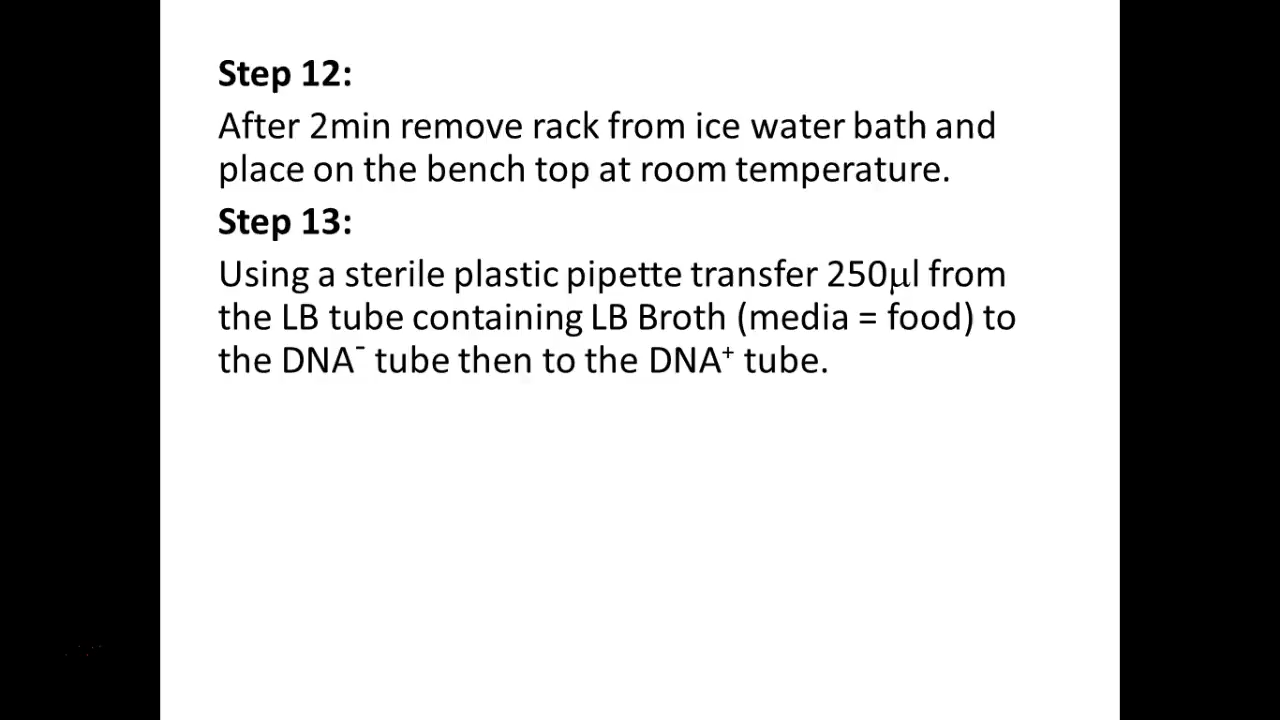 Step 12:
After 2min remove rack from ice water bath and
place on the bench top at room temperature.
Step 13:
Using a sterile plastic pipette transfer 250μl from
the LB tube containing LB Broth (media = food) to
the DNA⁻ tube then to the DNA⁺ tube.